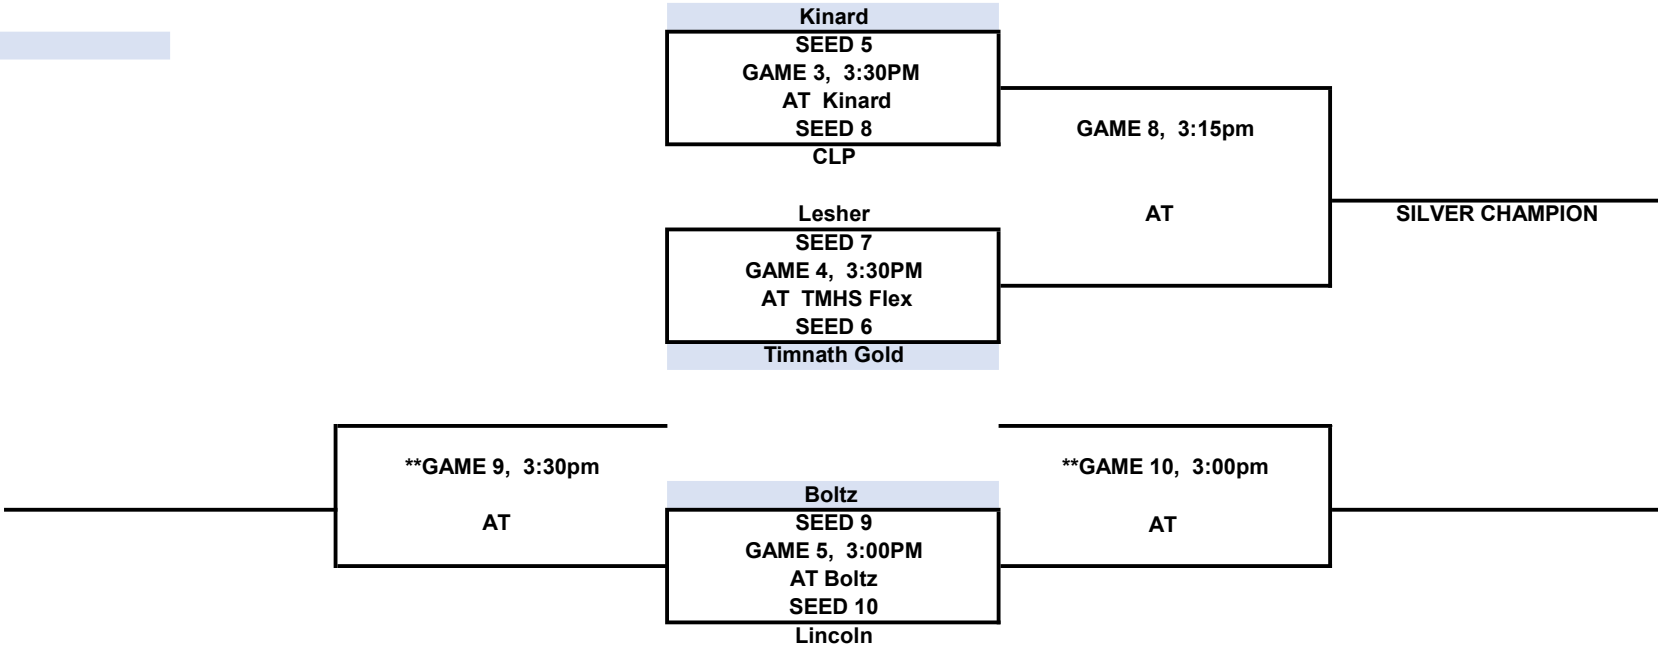 Kinard
SEED 5
GAME 3, 3:30PM
AT Kinard
SEED 8
CLP
GAME 8, 3:15pm
AT
SILVER CHAMPION
Lesher
SEED 7
GAME 4, 3:30PM
AT TMHS Flex
SEED 6
Timnath Gold
**GAME 9, 3:30pm
AT
Boltz
SEED 9
GAME 5, 3:00PM
AT Boltz
SEED 10
Lincoln
**GAME 10, 3:00pm
AT